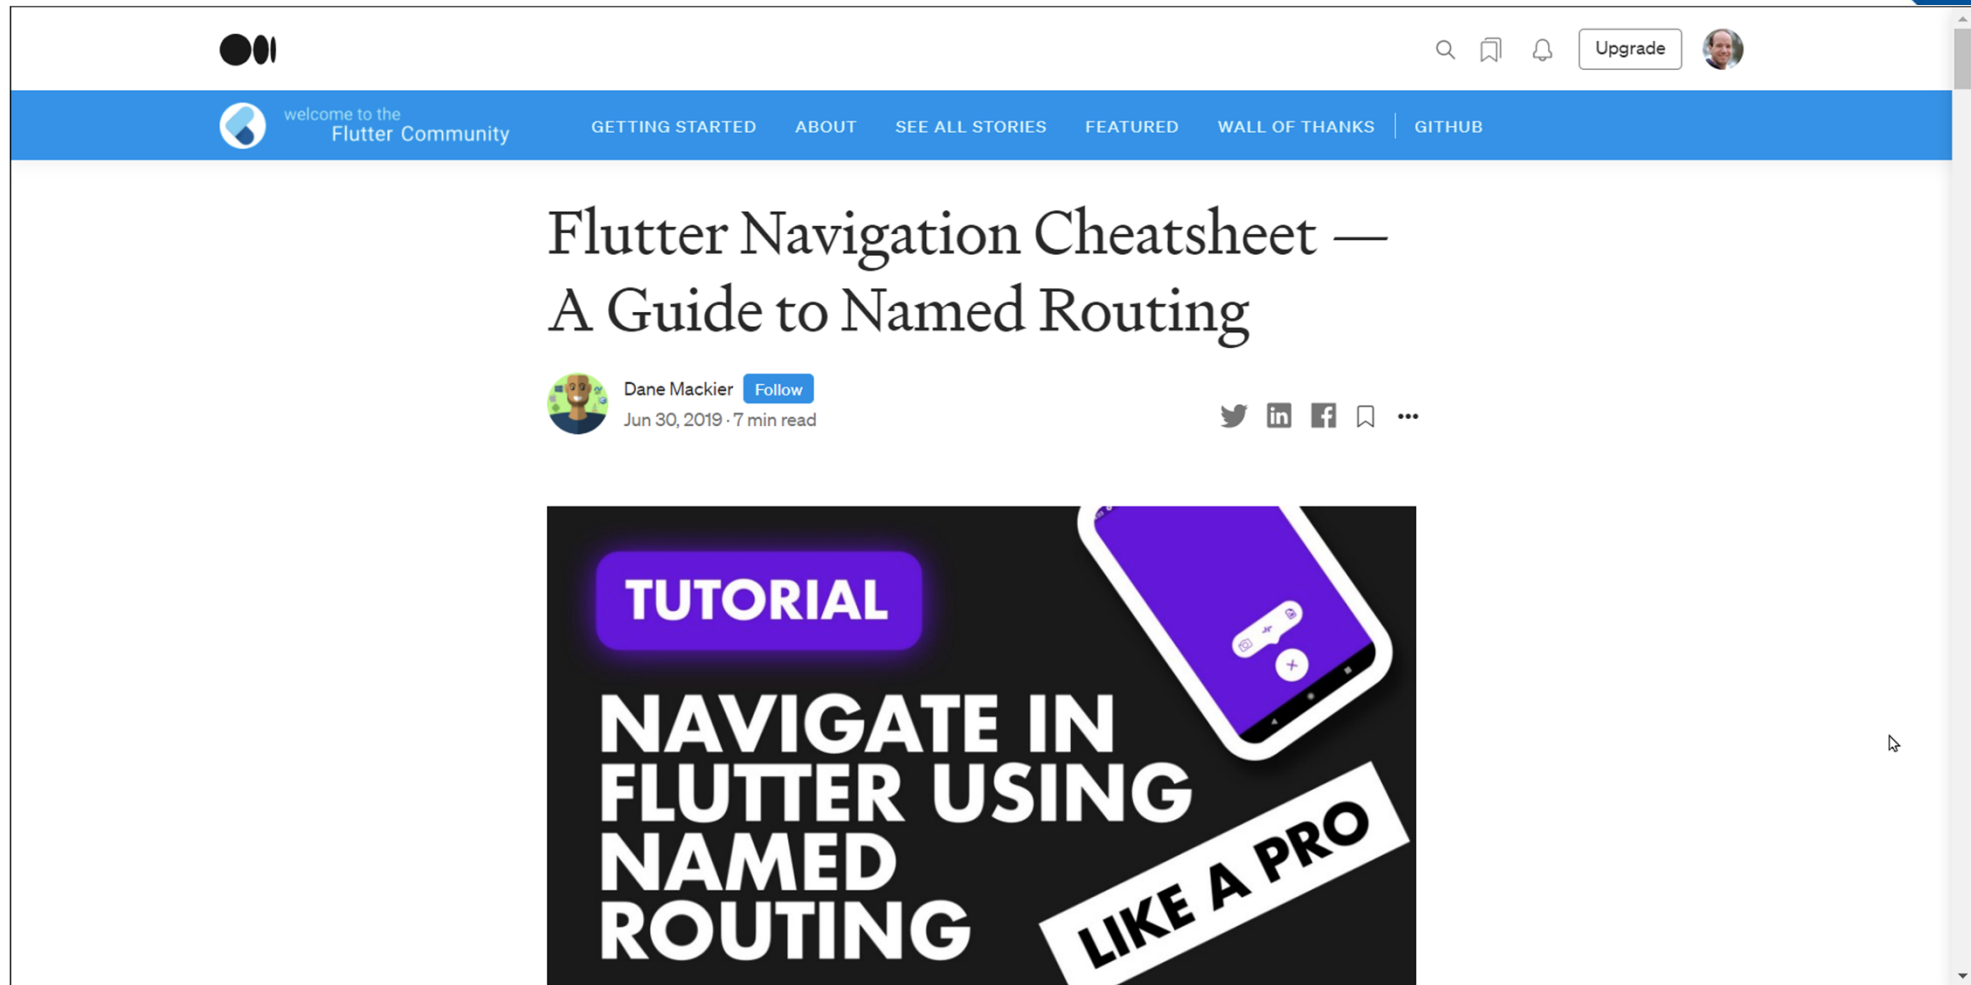 Upgrade
welcome to the
Flutter Community
GETTING STARTED ABOUT SEE ALL STORIES FEATURED WALL OF THANKS GITHUB
Flutter Navigation Cheatsheet —
A Guide to Named Routing
Dane Mackier Follow
Jun 30, 2019 · 7 min read
TUTORIAL
NAVIGATE IN
FLUTTER USING
NAMED
ROUTING
LIKE A PRO